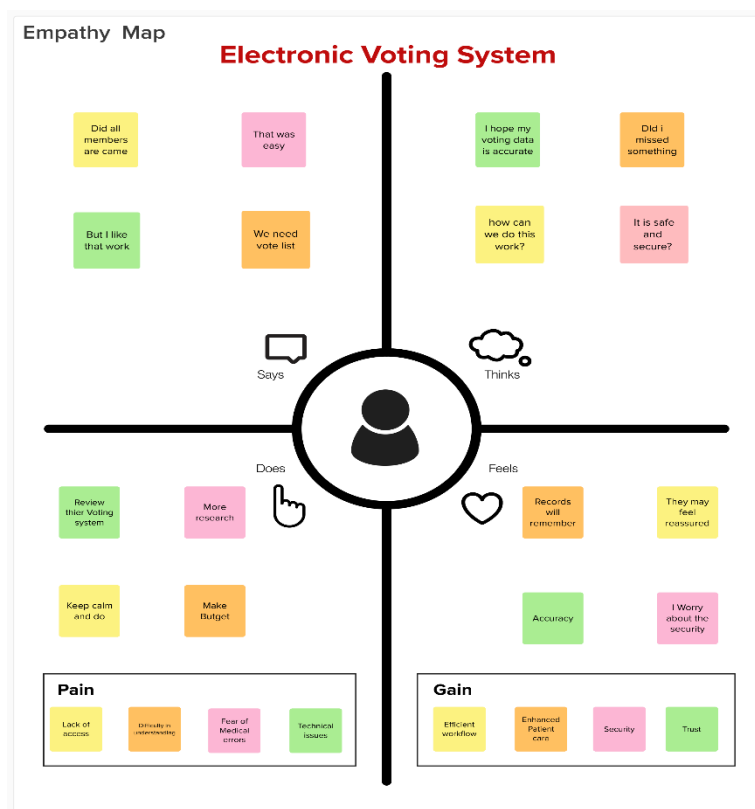 Empathy Map
Electronic Voting System
Did all
members
are came
That was
easy
But I like
that work
We need
vote list
Says
I hope my
voting data
is accurate
DId i
missed
something
how can
we do this
work?
It is safe
and
secure?
Thinks
Does
Review
thier Voting
system
More
research
Keep calm
and do
Make
Butget
Feels
Records
will
remember
They may
feel
reassured
Accuracy
I Worry
about the
security
Pain
Lack of
access
Difficulty in
understanding
Fear of
Medical
errors
Technical
issues
Gain
Efficient
workflow
Enhanced
Patient
care
Security
Trust